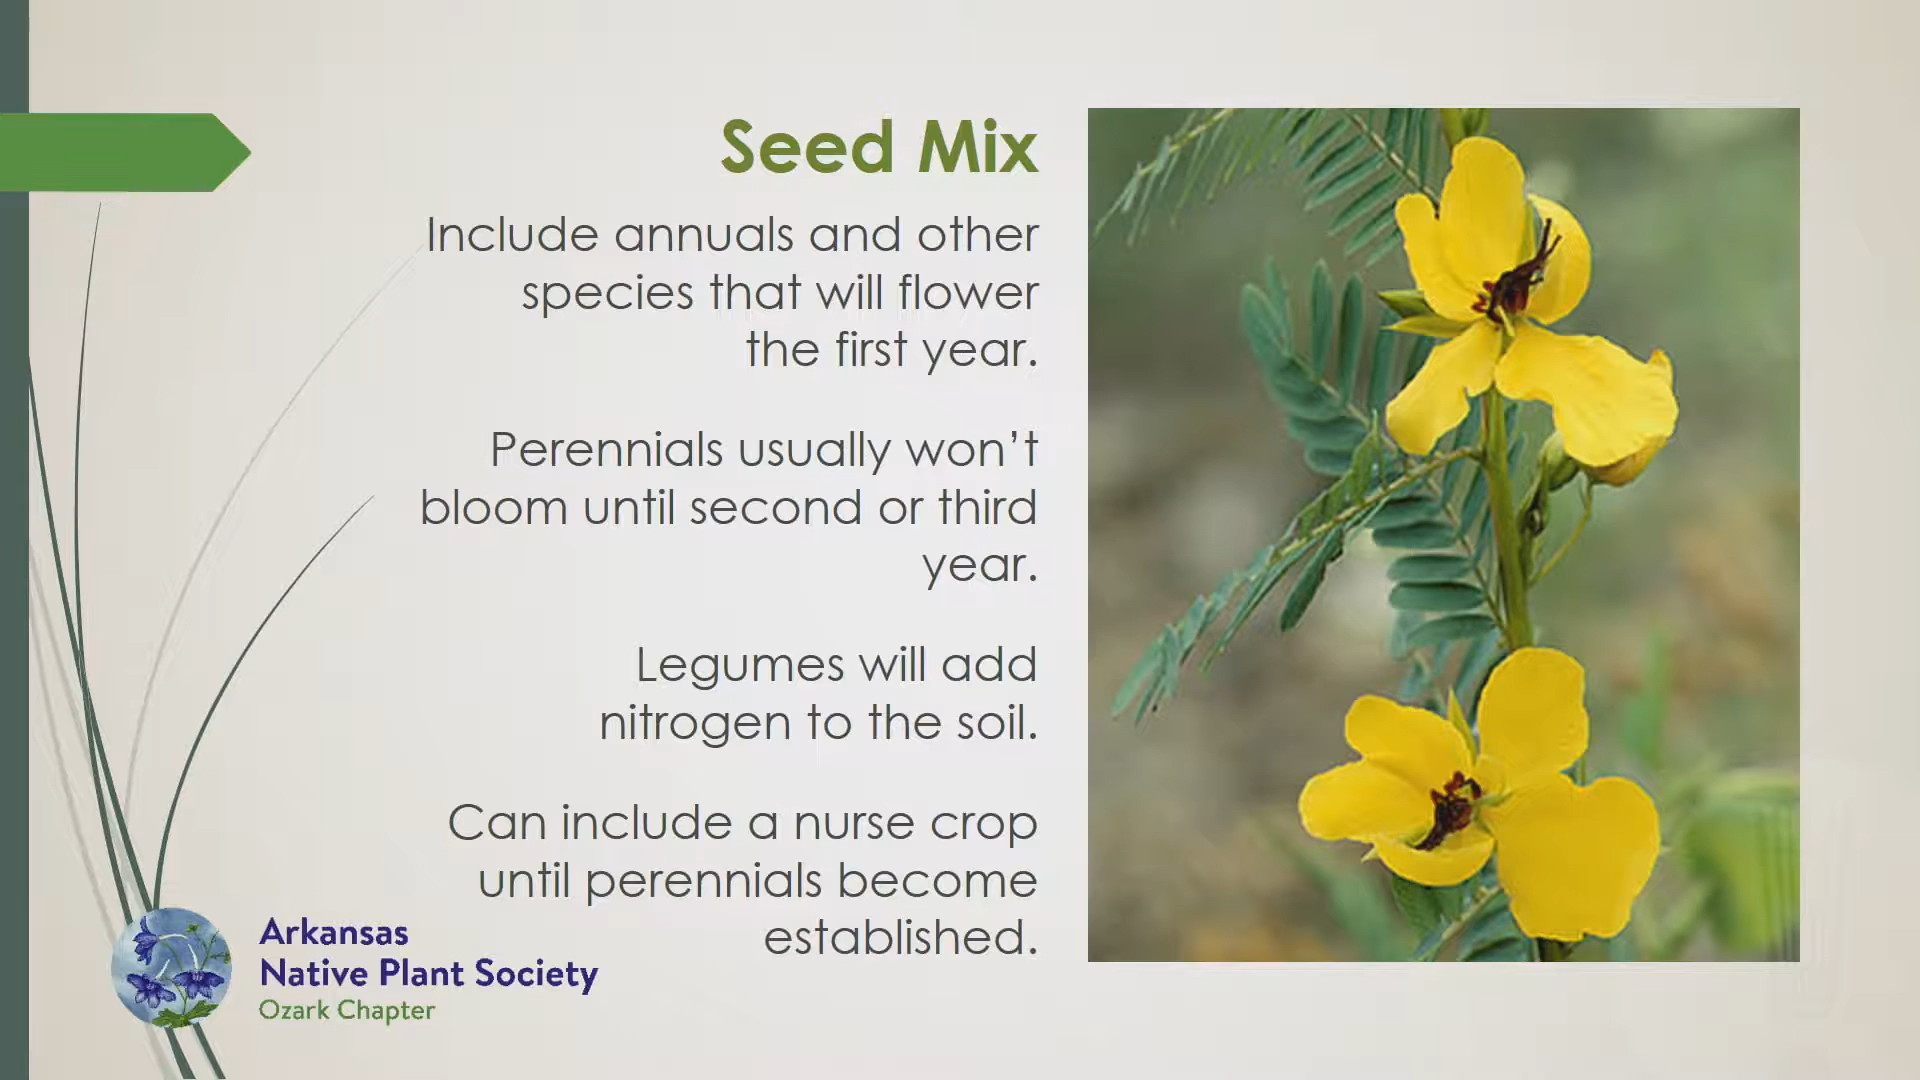 Seed Mix
Include annuals and other
species that will flower
the first year.
Perennials usually won’t
bloom until second or third
year.
Legumes will add
nitrogen to the soil.
Can include a nurse crop
until perennials become
established.
Arkansas
Native Plant Society
Ozark Chapter